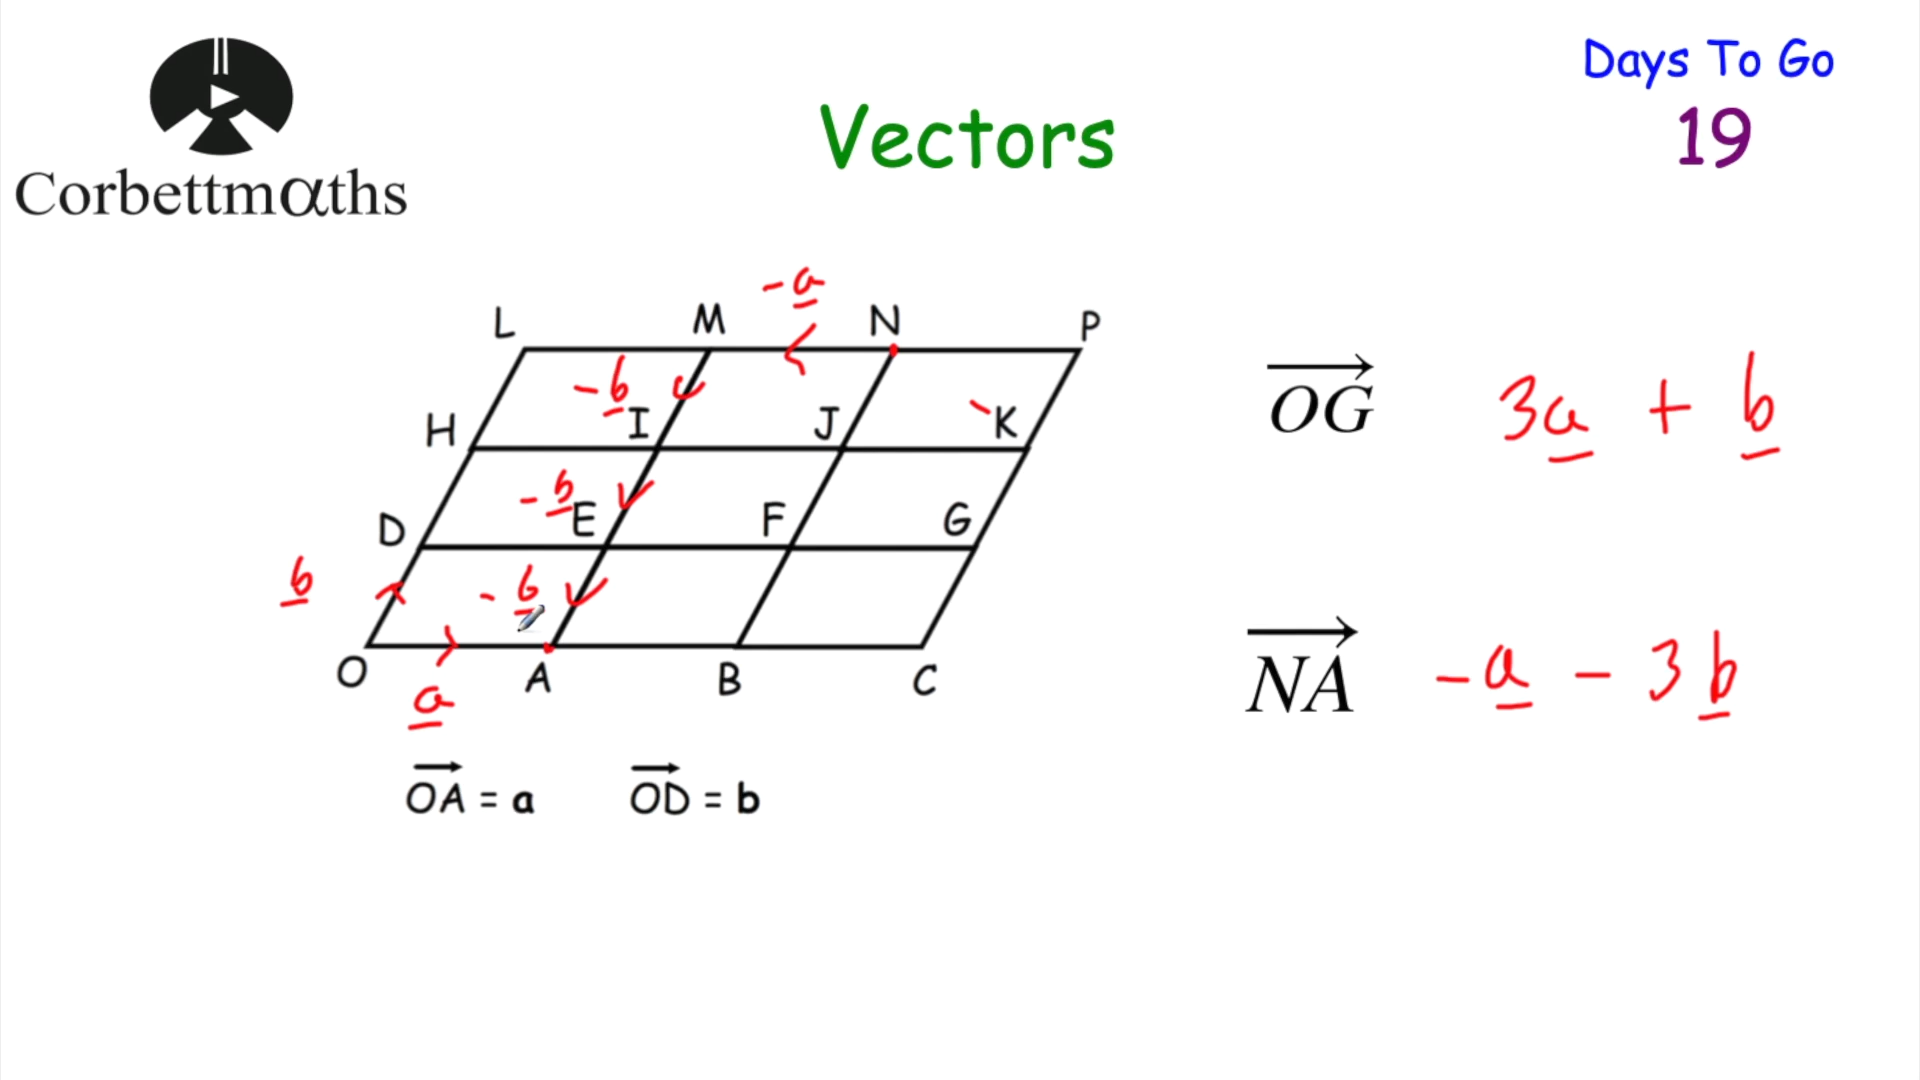 Corbettmαths
Vectors
Days To Go
19
-a
L M N P
-b
H I J K
-b
D E F G
b
-b
O A B C
a
OA = a OD = b
OG 3a + b
NA -a - 3b